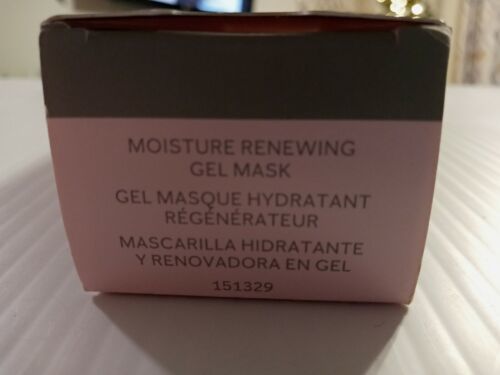 MOISTURE RENEWING
GEL MASK
GEL MASQUE HYDRATANT
RÉGÉNÉRATEUR
MASCARILLA HIDRATANTE
Y RENOVADORA EN GEL
151329